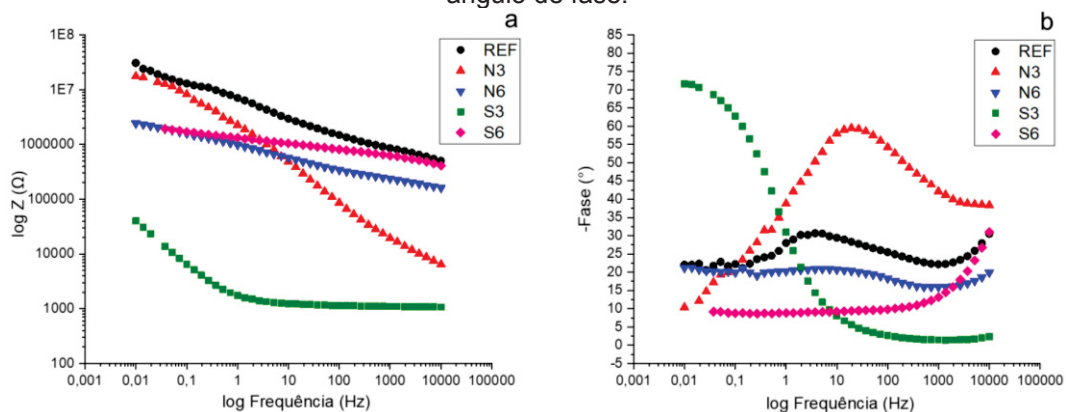 ângulo de fase.
a
REF
N3
N6
S3
S6
1E8
1E7
1000000
100000
10000
1000
100
log Z (Ω)
0,001 0,01 0,1 1 10 100 1000 10000 100000
log Frequência (Hz)
b
REF
N3
N6
S3
S6
85
80
75
70
65
60
55
50
45
40
35
30
25
20
15
10
5
0
-5
-Fase (°)
0,001 0,01 0,1 1 10 100 1000 10000 100000
log Frequência (Hz)